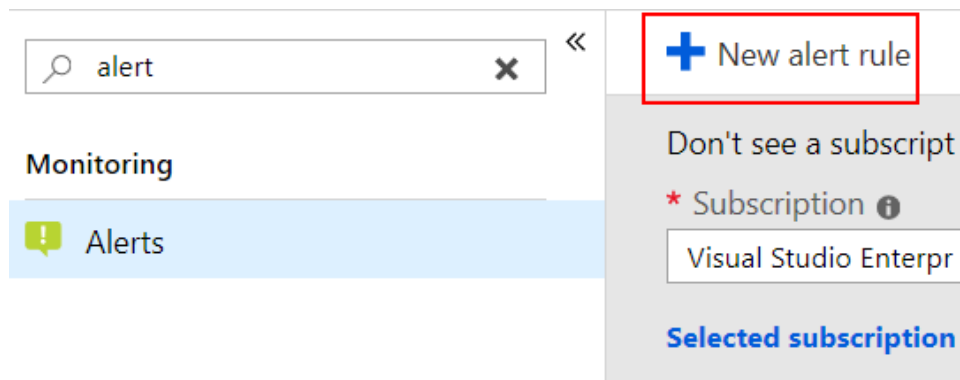 alert
Monitoring
Alerts
New alert rule
Don't see a subscript
* Subscription
Visual Studio Enterpr
Selected subscription